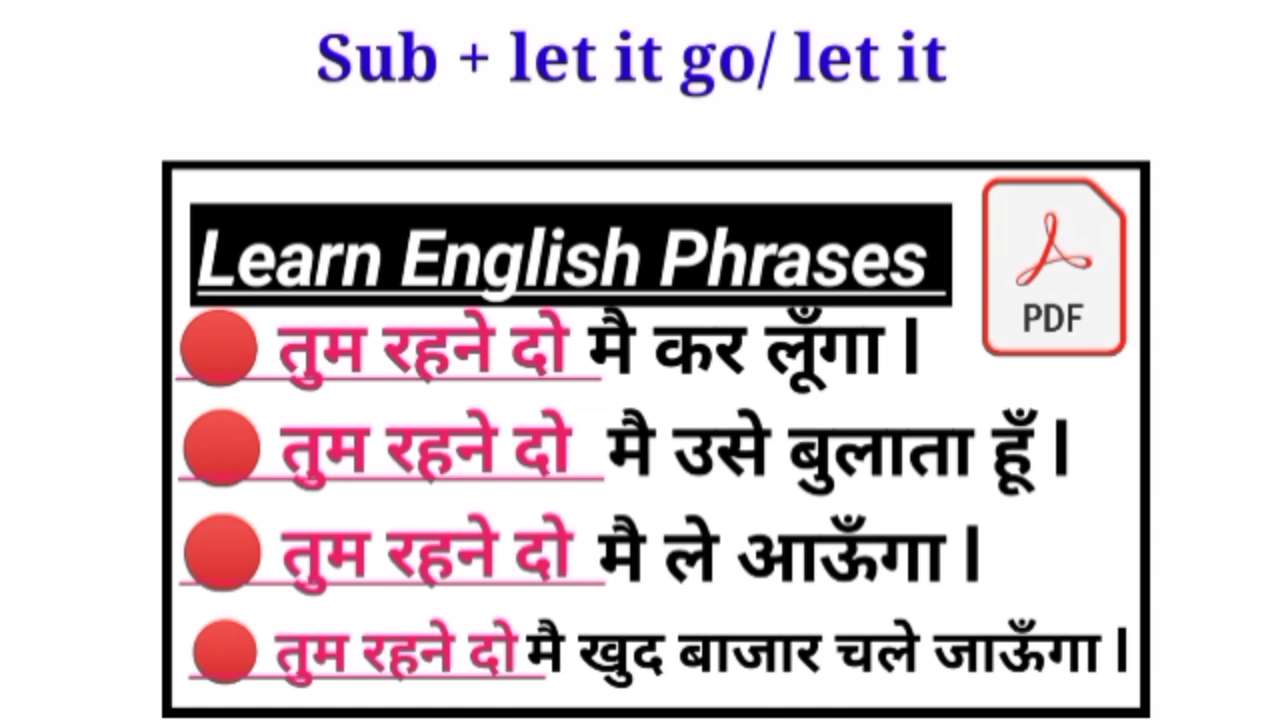 Sub + let it go/ let it
Learn English Phrases
PDF
तुम रहने दो मै कर लूँगा l
तुम रहने दो मै उसे बुलाता हूँ l
तुम रहने दो मै ले आऊँगा l
तुम रहने दो मै खुद बाजार चले जाऊँगा l